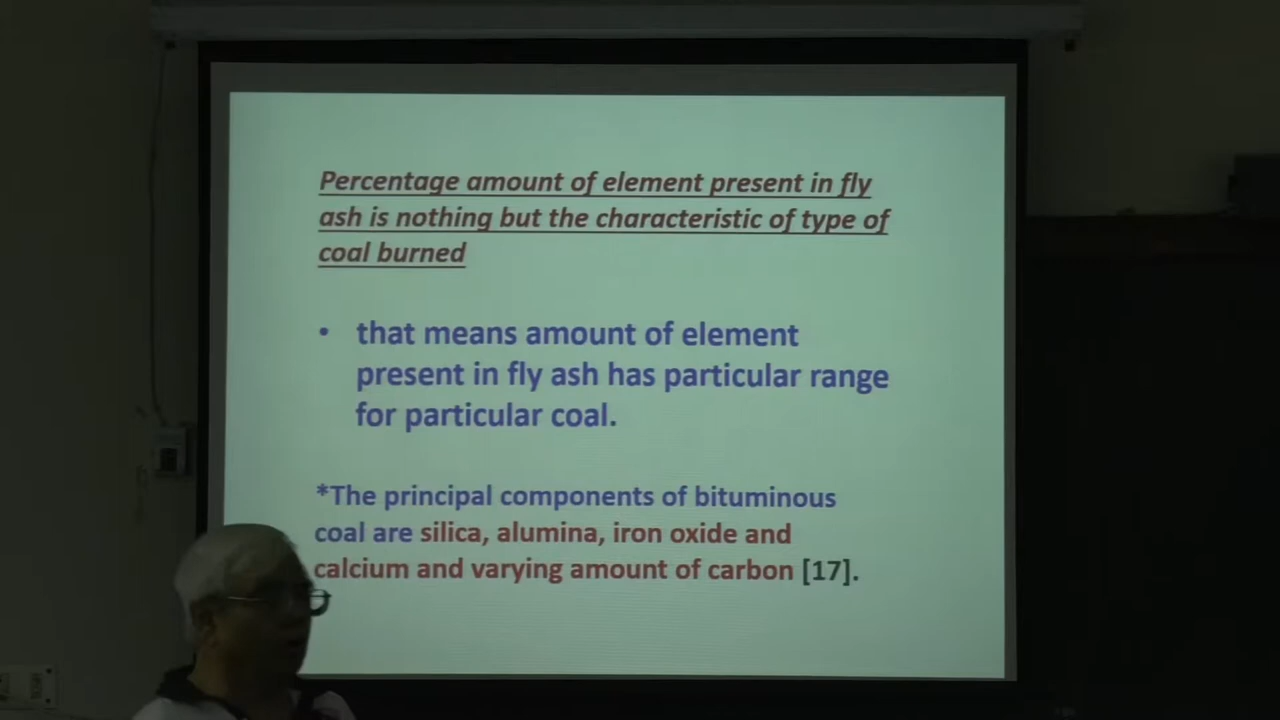 Percentage amount of element present in fly
ash is nothing but the characteristic of type of
coal burned
• that means amount of element
present in fly ash has particular range
for particular coal.
*The principal components of bituminous
coal are silica, alumina, iron oxide and
calcium and varying amount of carbon [17].